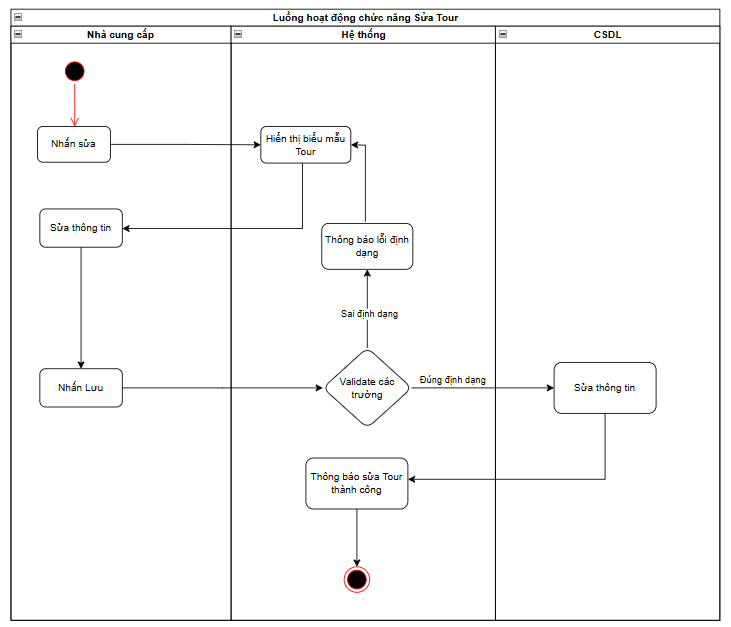 Luồng hoạt động chức năng Sửa Tour
Nhà cung cấp
Hệ thống
CSDL
Nhấn sửa
Hiển thị biểu mẫu
Tour
Sửa thông tin
Thông báo lỗi định
dạng
Sai định dạng
Nhấn Lưu
Validate các
trường
Đúng định dạng
Sửa thông tin
Thông báo sửa Tour
thành công